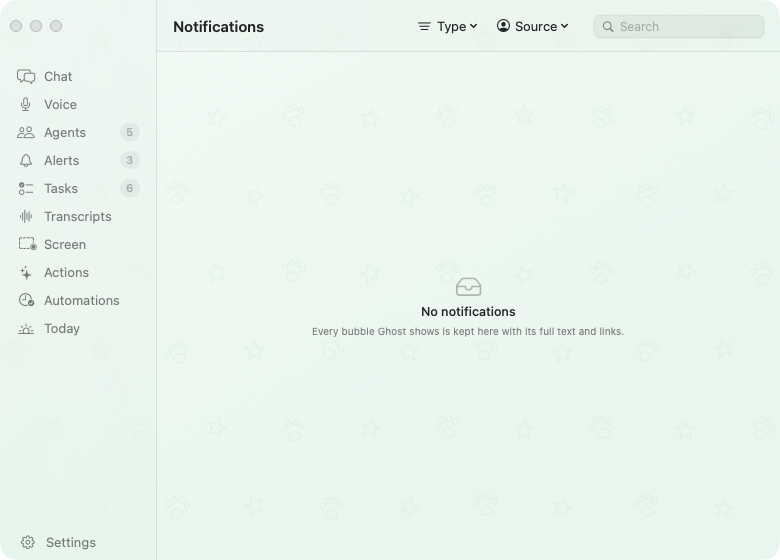 Notifications
Type
Source
Search
Chat
Voice
Agents 5
Alerts 3
Tasks 6
Transcripts
Screen
Actions
Automations
Today
No notifications
Every bubble Ghost shows is kept here with its full text and links.
Settings